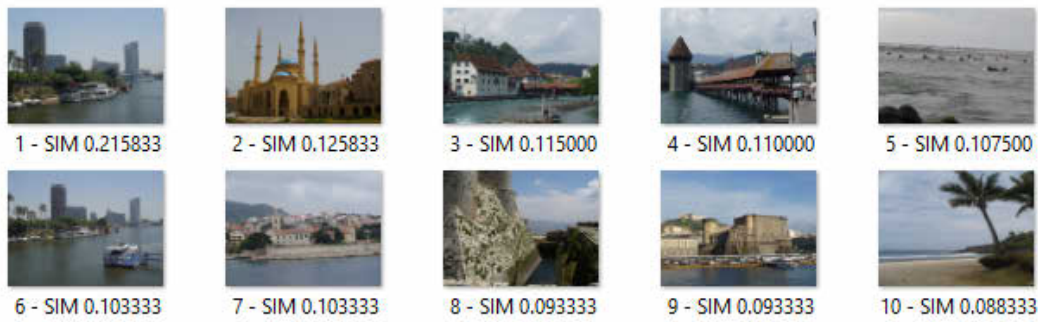 1 - SIM 0.215833
2 - SIM 0.125833
3 - SIM 0.115000
4 - SIM 0.110000
5 - SIM 0.107500
6 - SIM 0.103333
7 - SIM 0.103333
8 - SIM 0.093333
9 - SIM 0.093333
10 - SIM 0.088333